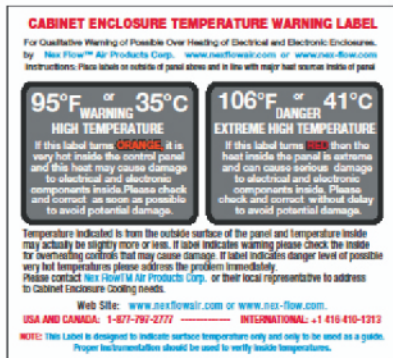 CABINET ENCLOSURE TEMPERATURE WARNING LABEL
For Qualitative Warning of Possible Over Heating of Electrical and Electronic Enclosures.
by Nex Flow™ Air Products Corp. www.nexflowair.com or www.nex-flow.com
Instructions: Place labels or outside of panel above and in line with major heat sources inside of panel
95°F or 35°C
WARNING
HIGH TEMPERATURE
If this label turns ORANGE, it is
very hot inside the control panel
and this heat may cause damage
to electrical and electronic
components inside.Please check
and correct as soon as possible
to avoid potential damage.
106°F or 41°C
DANGER
EXTREME HIGH TEMPERATURE
If this label turns RED then the
heat inside the panel is extreme
and can cause serious damage
to electrical and electronic
components inside. Please
check and correct without delay
to avoid potential damage.
Temperature indicated is from the outside surface of the panel and temperature inside
may actually be slightly more or less. If label indicates warning please check the inside
for overheating controls that may cause damage. If label indicates danger level of possible
very hot temperatures please address the problem immediately.
Please contact Nex FlowTM Air Products Corp. or their local representative to address
to Cabinet Enclosure Cooling needs.
Web Site: www.nexflowair.com or www.nex-flow.com.
USA AND CANADA: 1-877-797-2777 ------------- INTERNATIONAL: +1 416-410-1313
NOTE: This Label is designed to indicate surface temperature only and only to be used as a guide.
Proper instrumentation should be used to verify inside temperatures.